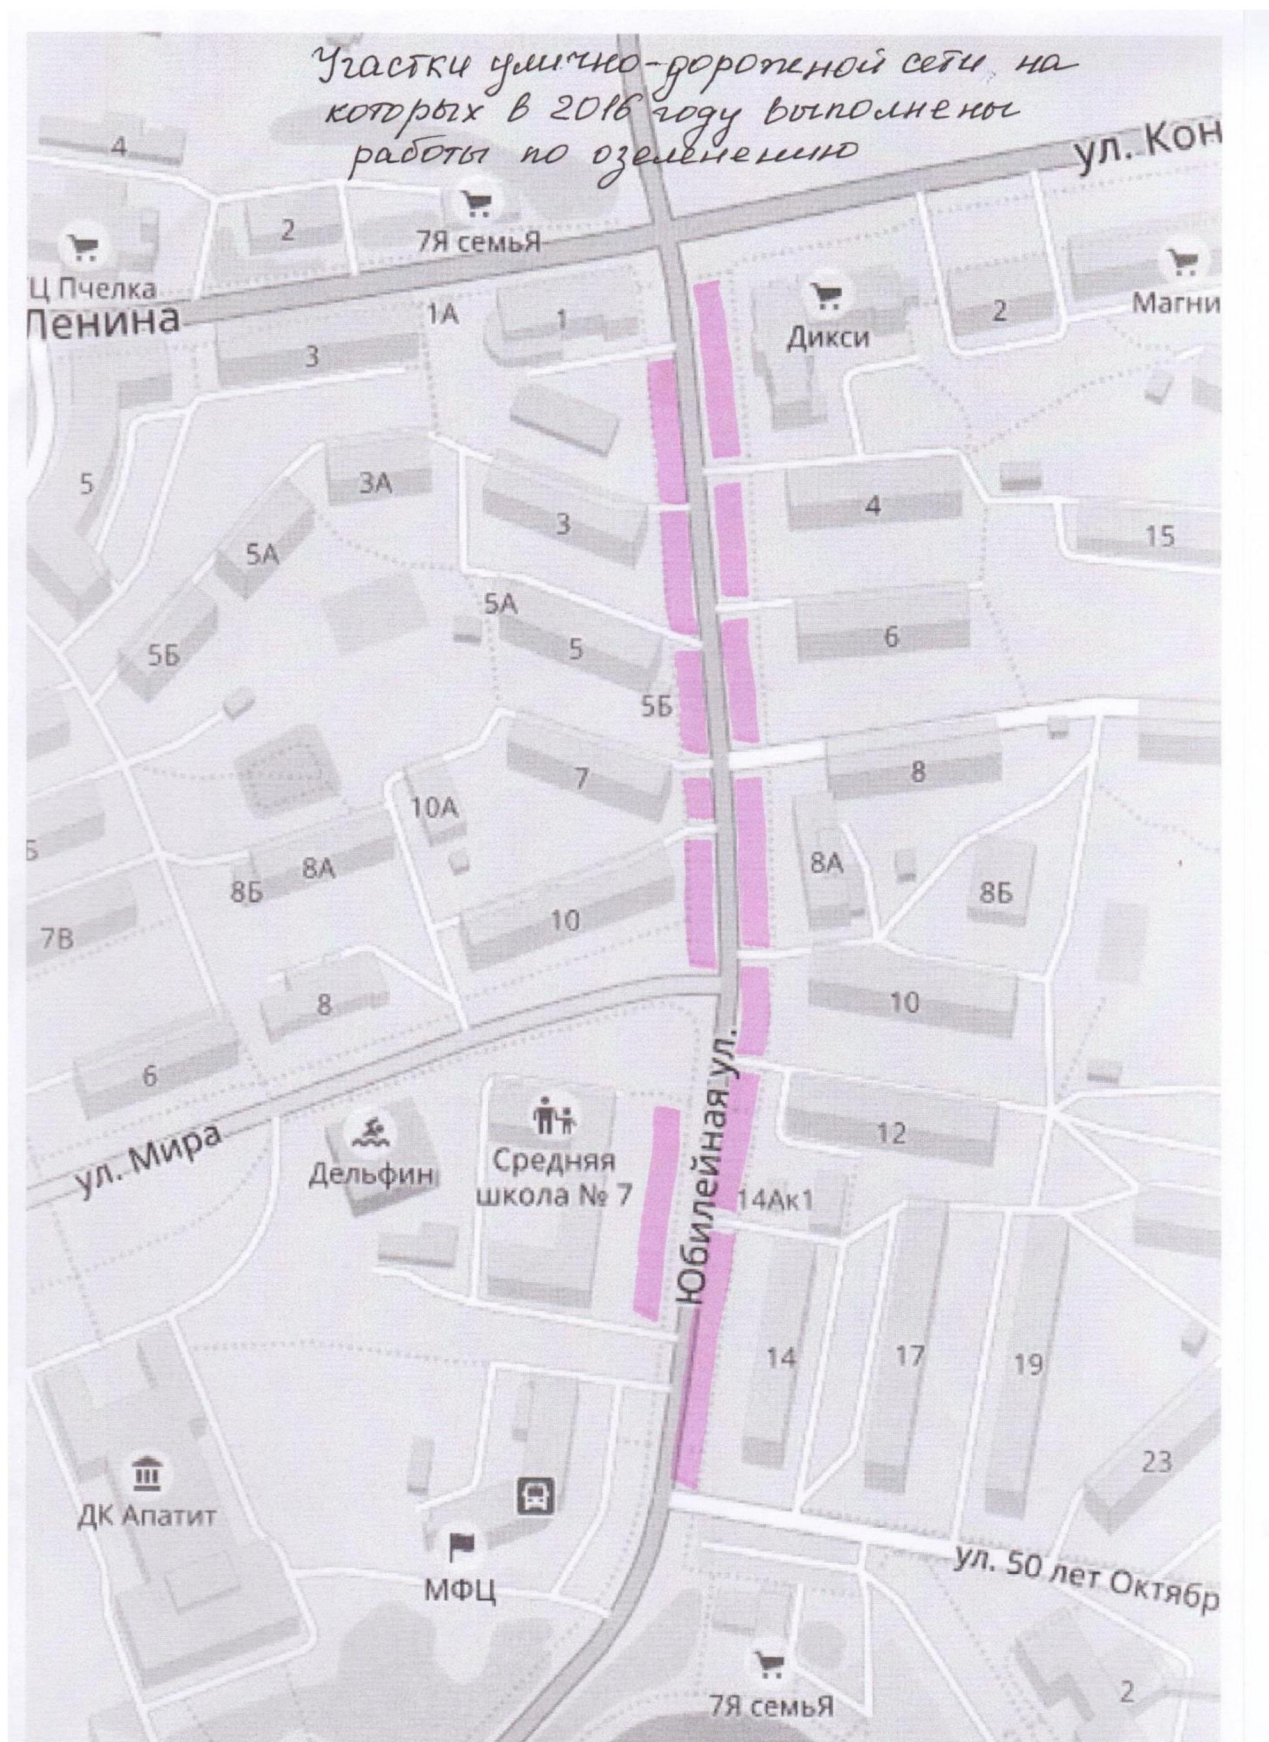 Участки улично-дорожной сети, на
которых в 2016 году выполнены
работы по озеленению
ул. Кон
4
2
7Я семьЯ
Ц Пчелка
Ленина
1А
1
3
Дикси
2
Магни
5
3А
3
4
15
5А
5А
5
6
5Б
5Б
7
8
10А
8А
8А
8Б
8Б
7В
10
10
8
6
12
ул. Мира
Дельфин
Средняя
школа № 7
Юбилейная ул.
14Ак1
14
17
19
23
ДК Апатит
МФЦ
ул. 50 лет Октябр
7Я семьЯ
2